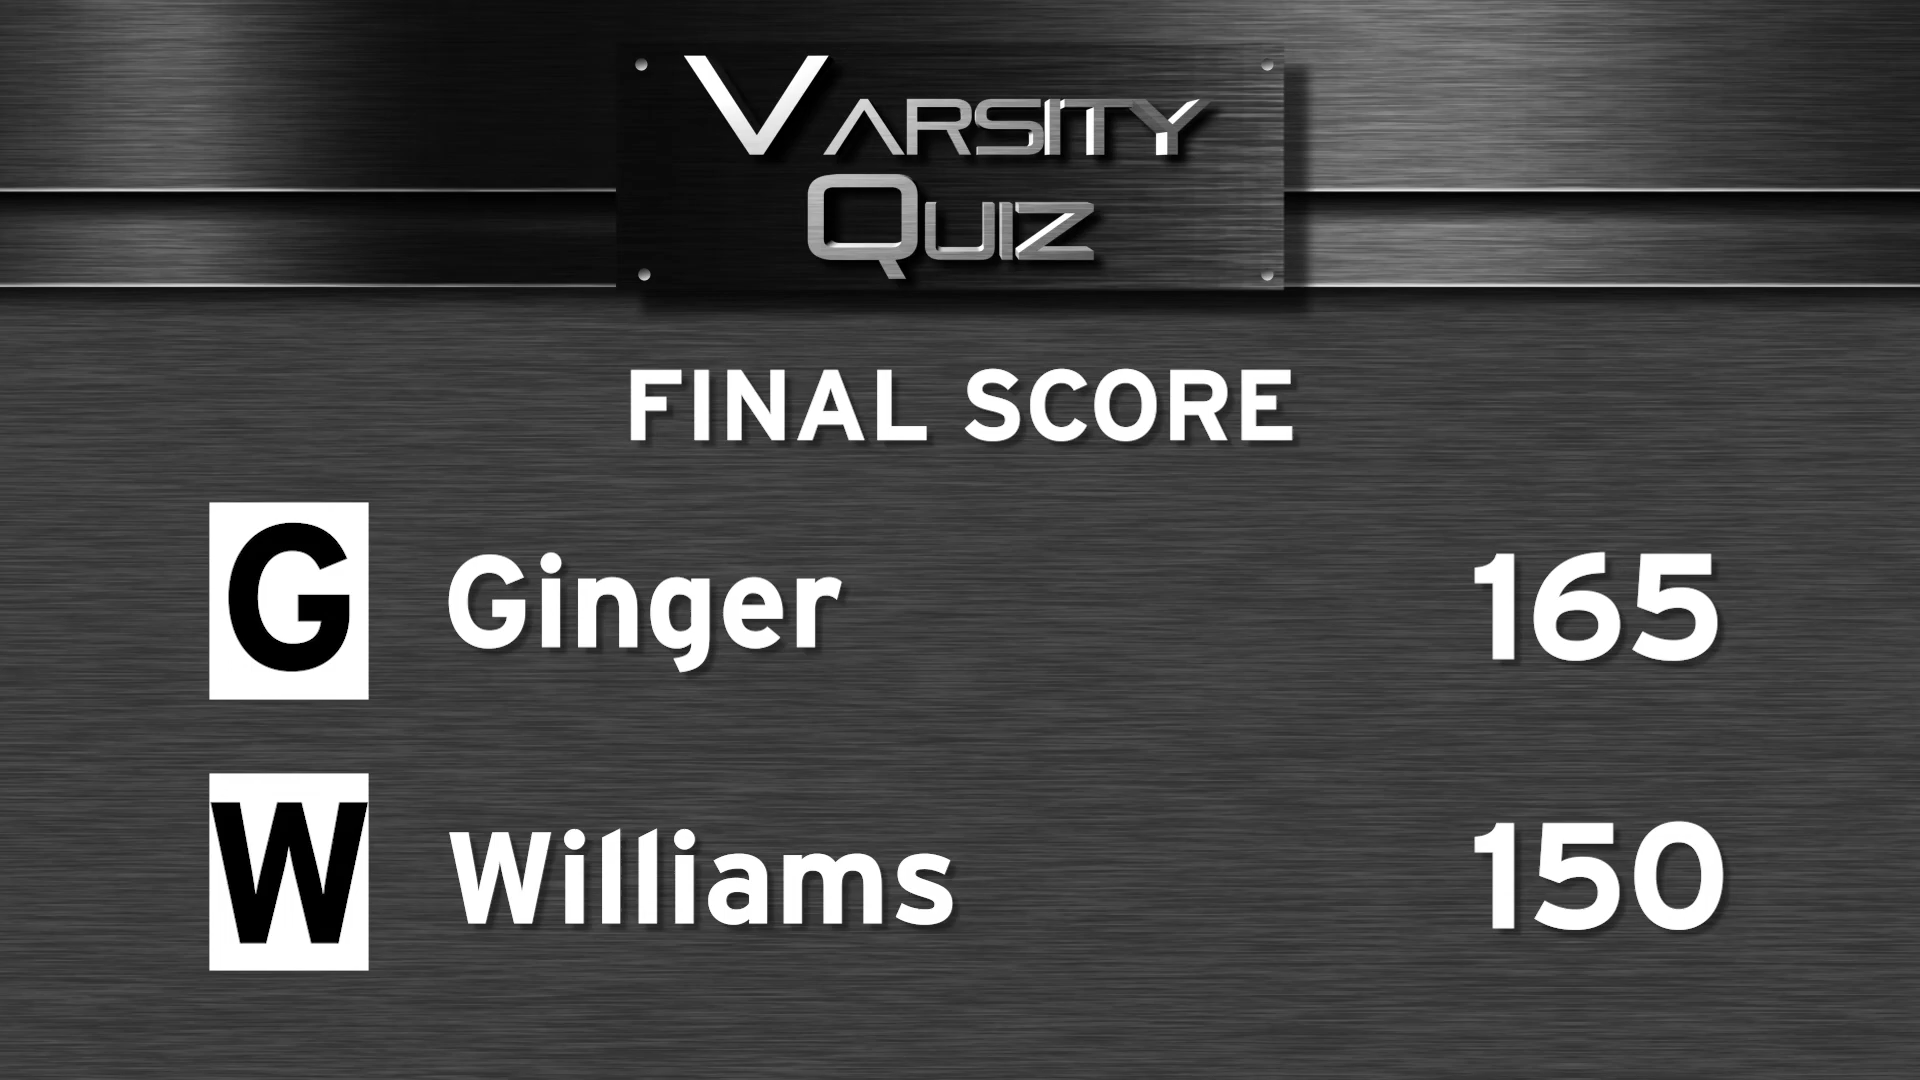 VARSITY
QUIZ
FINAL SCORE
G Ginger 165
W Williams 150